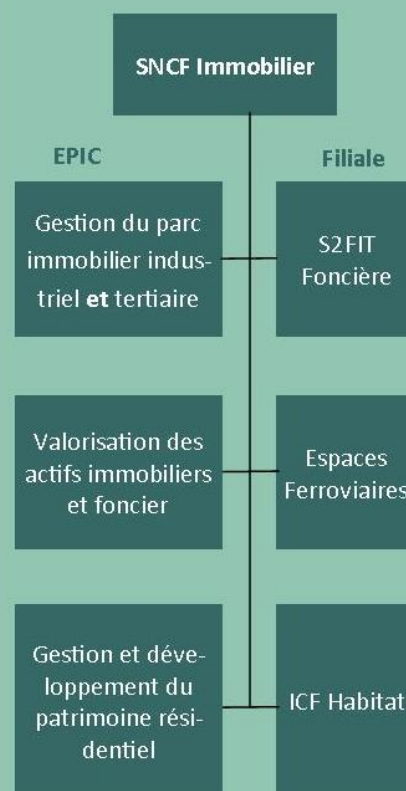 SNCF Immobilier
EPIC
Filiale
Gestion du parc
immobilier indus-
triel et tertiaire
S2FIT
Foncière
Valorisation des
actifs immobiliers
et foncier
Espaces
Ferroviaires
Gestion et déve-
loppement du
patrimoine rési-
dentiel
ICF Habitat